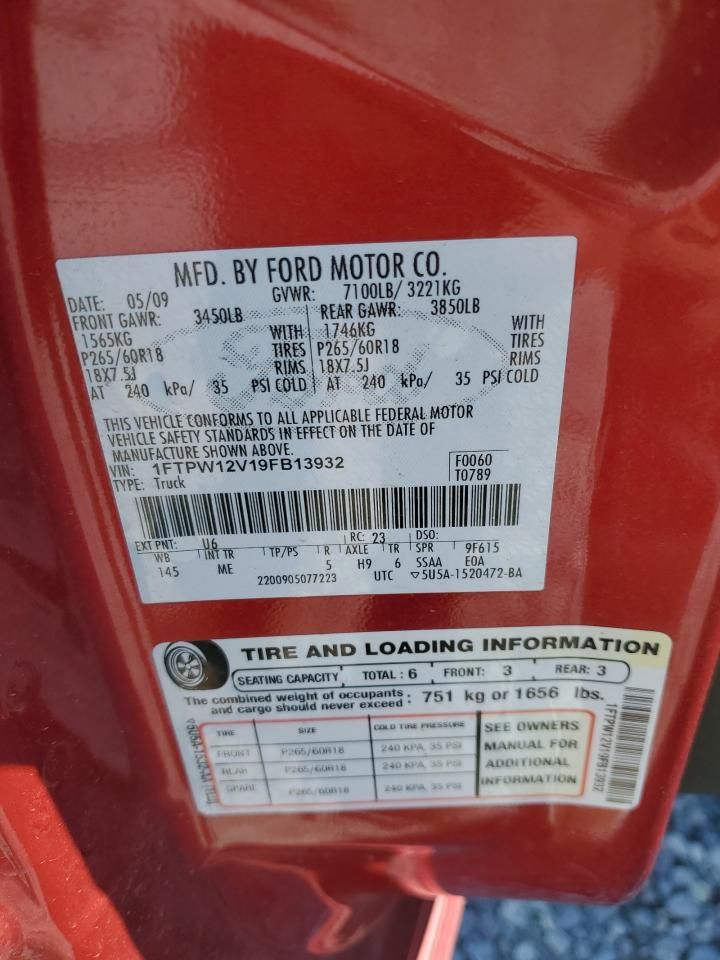 MFD. BY FORD MOTOR CO.
DATE: 05/09 GVWR: 7100LB/ 3221KG
FRONT GAWR: 3450LB REAR GAWR: 3850LB
1565KG WITH 1746KG WITH
P265/60R18 TIRES P265/60R18 TIRES
18X7.5J RIMS 18X7.5J RIMS
AT 240 kPa/ 35 PSI COLD AT 240 kPa/ 35 PSI COLD
Ford
THIS VEHICLE CONFORMS TO ALL APPLICABLE FEDERAL MOTOR
VEHICLE SAFETY STANDARDS IN EFFECT ON THE DATE OF
MANUFACTURE SHOWN ABOVE.
VIN: 1FTPW12V19FB13932 F0060
TYPE: Truck T0789
EXT PNT: U6 RC: 23 DSO:
WB INT TR TP/PS R AXLE TR SPR 9F615
145 ME 5 H9 6 SSAA E0A
2200905077223 UTC ▽5U5A-1520472-BA
TIRE AND LOADING INFORMATION
SEATING CAPACITY TOTAL: 6 FRONT: 3 REAR: 3
The combined weight of occupants and cargo should never exceed: 751 kg or 1656 lbs.
TIRE SIZE COLD TIRE PRESSURE
FRONT P265/60R18 240 KPA, 35 PSI
REAR P265/60R18 240 KPA, 35 PSI
SPARE P265/60R18 240 KPA, 35 PSI
SEE OWNERS
MANUAL FOR
ADDITIONAL
INFORMATION
1FTPW12V19FB13932